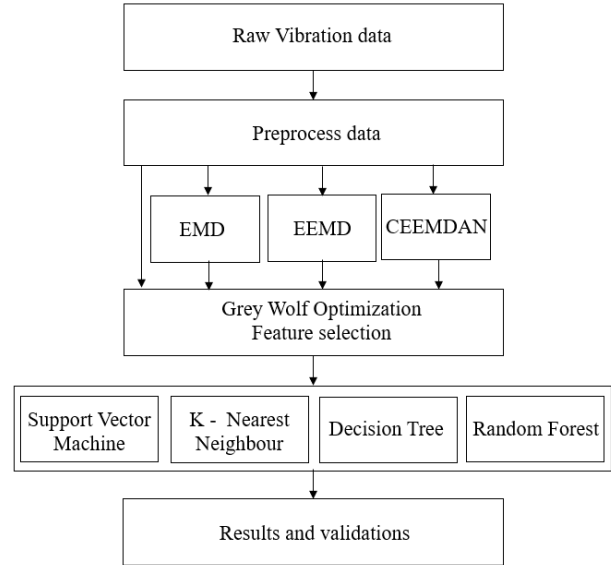 Raw Vibration data
Preprocess data
EMD
EEMD
CEEMDAN
Grey Wolf Optimization
Feature selection
Support Vector
Machine
K - Nearest
Neighbour
Decision Tree
Random Forest
Results and validations